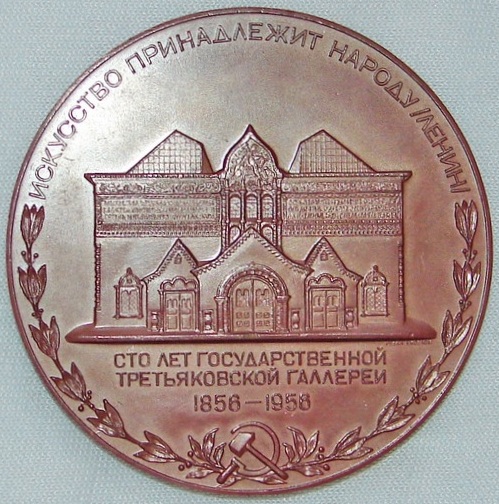 ИСКУССТВО ПРИНАДЛЕЖИТ НАРОДУ /ЛЕНИН/
СТО ЛЕТ ГОСУДАРСТВЕННОЙ
ТРЕТЬЯКОВСКОЙ ГАЛЛЕРЕИ
1856—1956